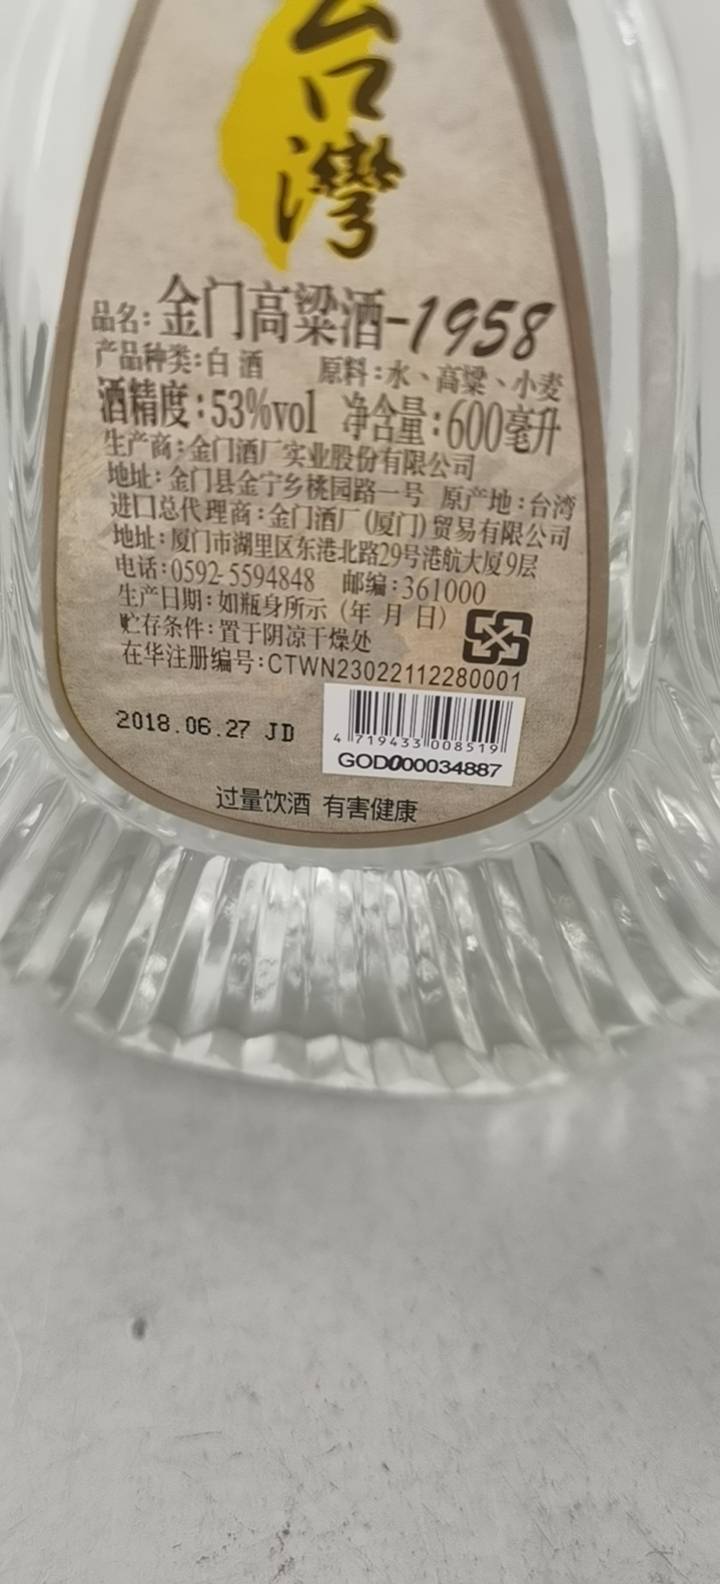 台
灣
品名:金门高粱酒-1958
产品种类:白酒 原料:水、高粱、小麦
酒精度:53%vol 净含量:600毫升
生产商:金门酒厂实业股份有限公司
地址:金门县金宁乡桃园路一号 原产地:台湾
进口总代理商:金门酒厂(厦门)贸易有限公司
地址:厦门市湖里区东港北路29号港航大厦9层
电话:0592-5594848 邮编:361000
生产日期:如瓶身所示(年 月 日)
贮存条件:置于阴凉干燥处
在华注册编号:CTWN23022112280001
2018.06.27 JD
4 719433 008519
GOD000034887
过量饮酒 有害健康